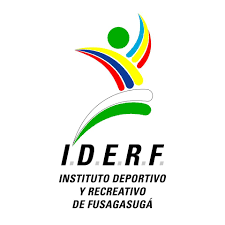 I.D.E.R.F.
INSTITUTO DEPORTIVO
Y RECREATIVO
DE FUSAGASUGÁ